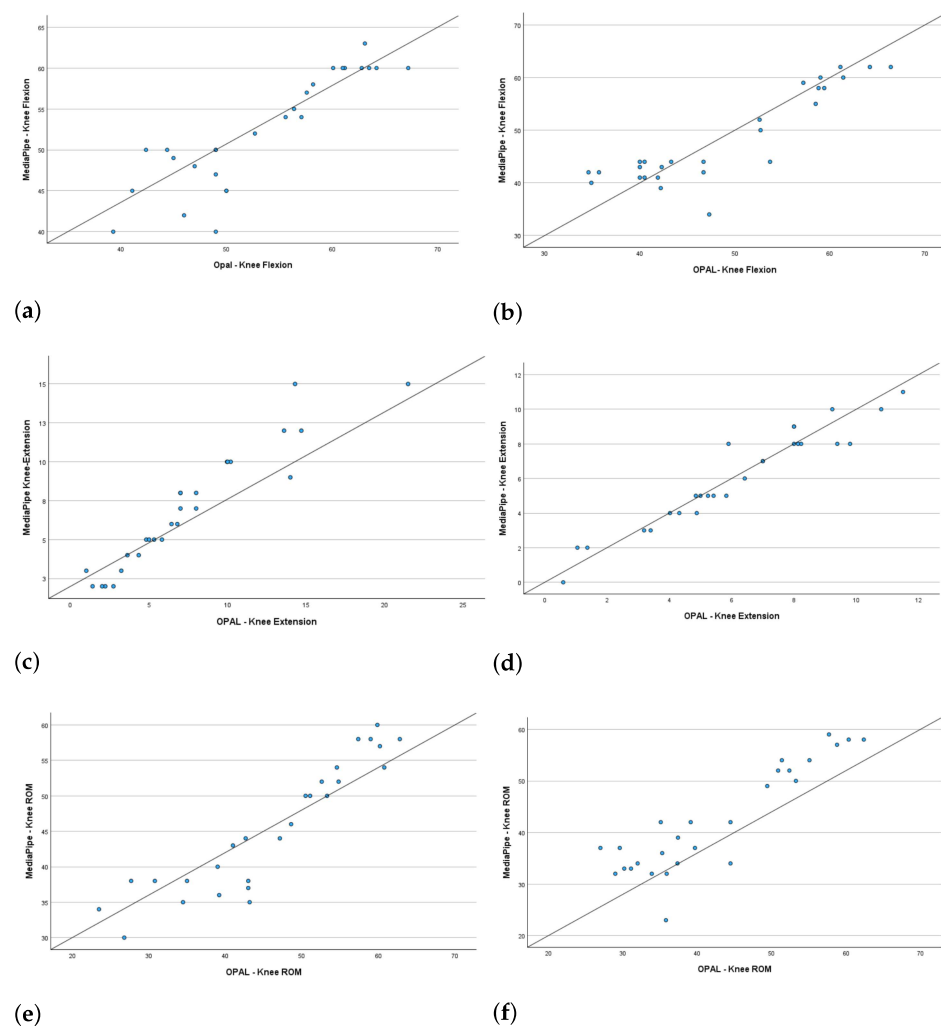 MediaPipe - Knee Flexion
65
60
55
50
45
40
40 50 60 70
Opal - Knee Flexion
(a)
MediaPipe - Knee Flexion
70
60
50
40
30
30 40 50 60 70
OPAL- Knee Flexion
(b)
MediaPipe Knee-Extension
15
13
10
8
5
3
0 5 10 15 20 25
OPAL - Knee Extension
(c)
MediaPipe - Knee Extension
12
10
8
6
4
2
0
0 2 4 6 8 10 12
OPAL - Knee Extension
(d)
MediaPipe - Knee ROM
60
55
50
45
40
35
30
20 30 40 50 60 70
OPAL - Knee ROM
(e)
MediaPipe - Knee ROM
60
50
40
30
20
20 30 40 50 60 70
OPAL - Knee ROM
(f)